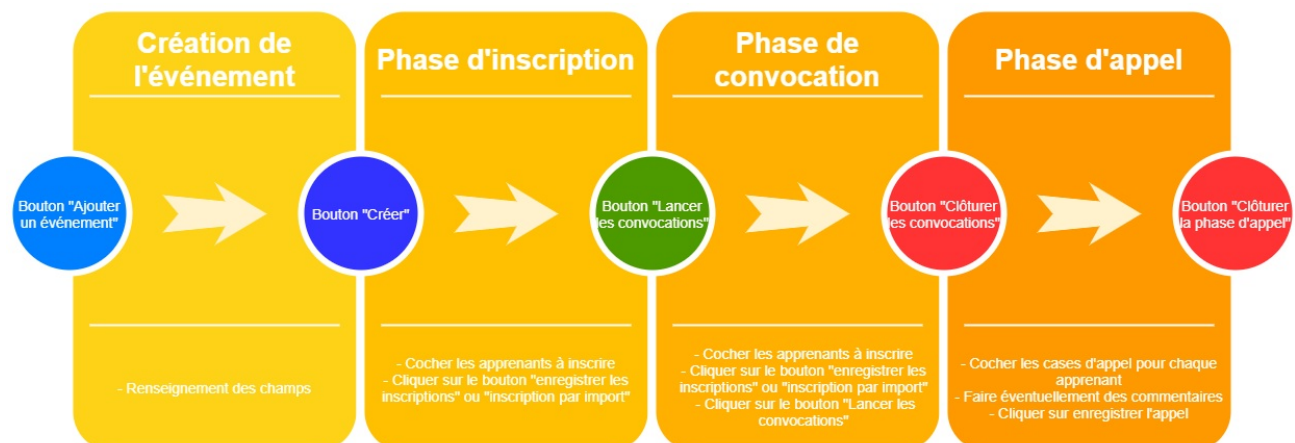 Création de
l'événement
Phase d'inscription
Phase de
convocation
Phase d'appel
Bouton "Ajouter
un événement"
Bouton "Créer"
Bouton "Lancer
les convocations"
Bouton "Clôturer
les convocations"
Bouton "Clôturer
la phase d'appel"
- Renseignement des champs
- Cocher les apprenants à inscrire
- Cliquer sur le bouton "enregistrer les
inscriptions" ou "inscription par import"
- Cocher les apprenants à inscrire
- Cliquer sur le bouton "enregistrer les
inscriptions" ou "inscription par import"
- Cliquer sur le bouton "Lancer les
convocations"
- Cocher les cases d'appel pour chaque
apprenant
- Faire éventuellement des commentaires
- Cliquer sur enregistrer l'appel